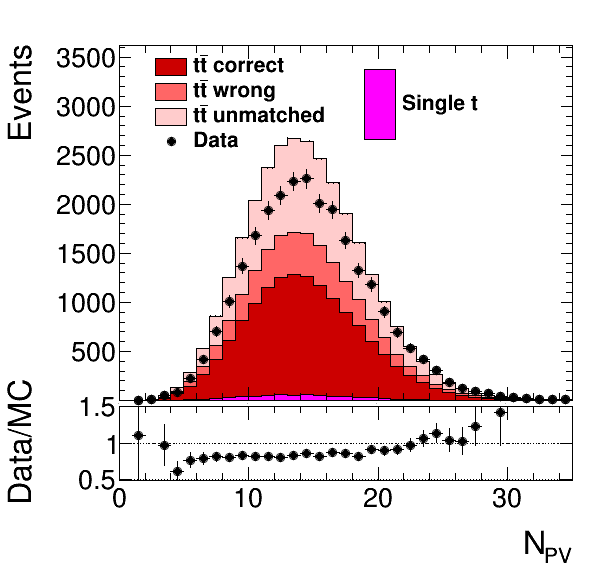 Events
3500
3000
2500
2000
1500
1000
500
tt̅ correct
tt̅ wrong
tt̅ unmatched
Data
Single t
Data/MC
1.5
1
0.5
0 10 20 30
N_PV